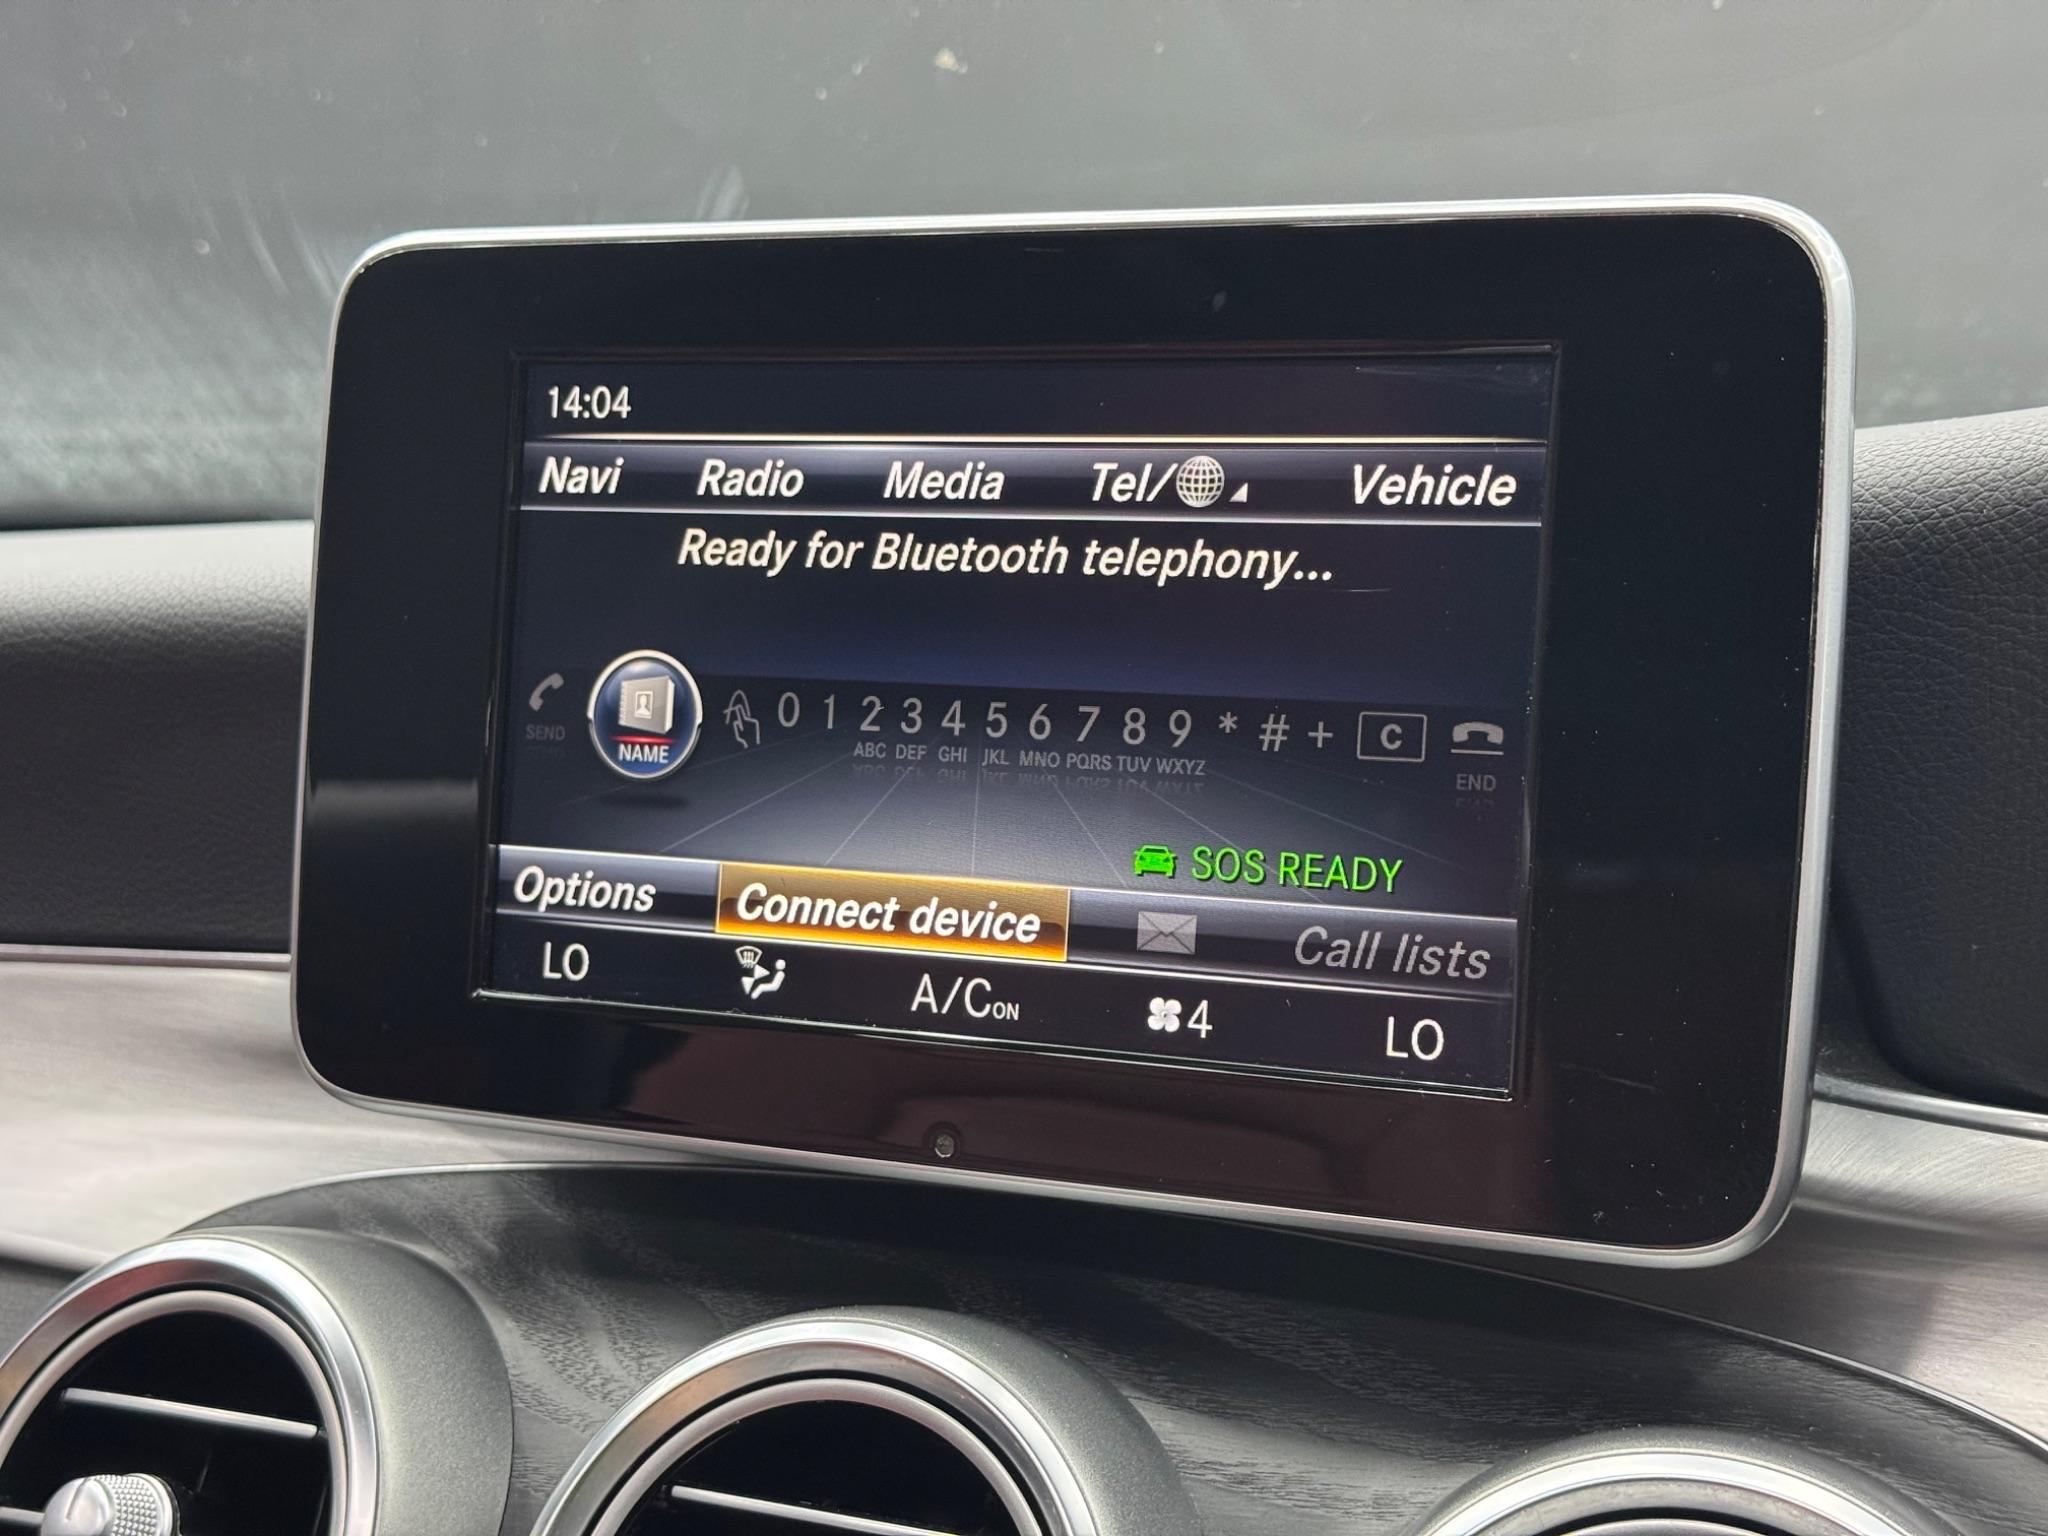 14:04
Navi Radio Media Tel/ Vehicle
Ready for Bluetooth telephony...
SEND NAME 0 1 2 3 4 5 6 7 8 9 * # + C END
ABC DEF GHI JKL MNO PQRS TUV WXYZ
SOS READY
Options Connect device Call lists
LO A/C ON 4 LO